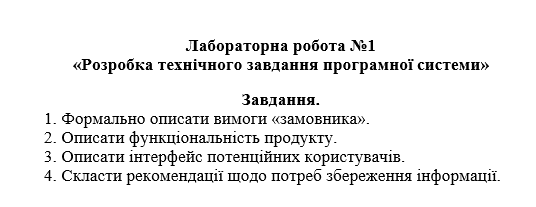 Лабораторна робота №1
«Розробка технічного завдання програмної системи»
Завдання.
1. Формально описати вимоги «замовника».
2. Описати функціональність продукту.
3. Описати інтерфейс потенційних користувачів.
4. Скласти рекомендації щодо потреб збереження інформації.